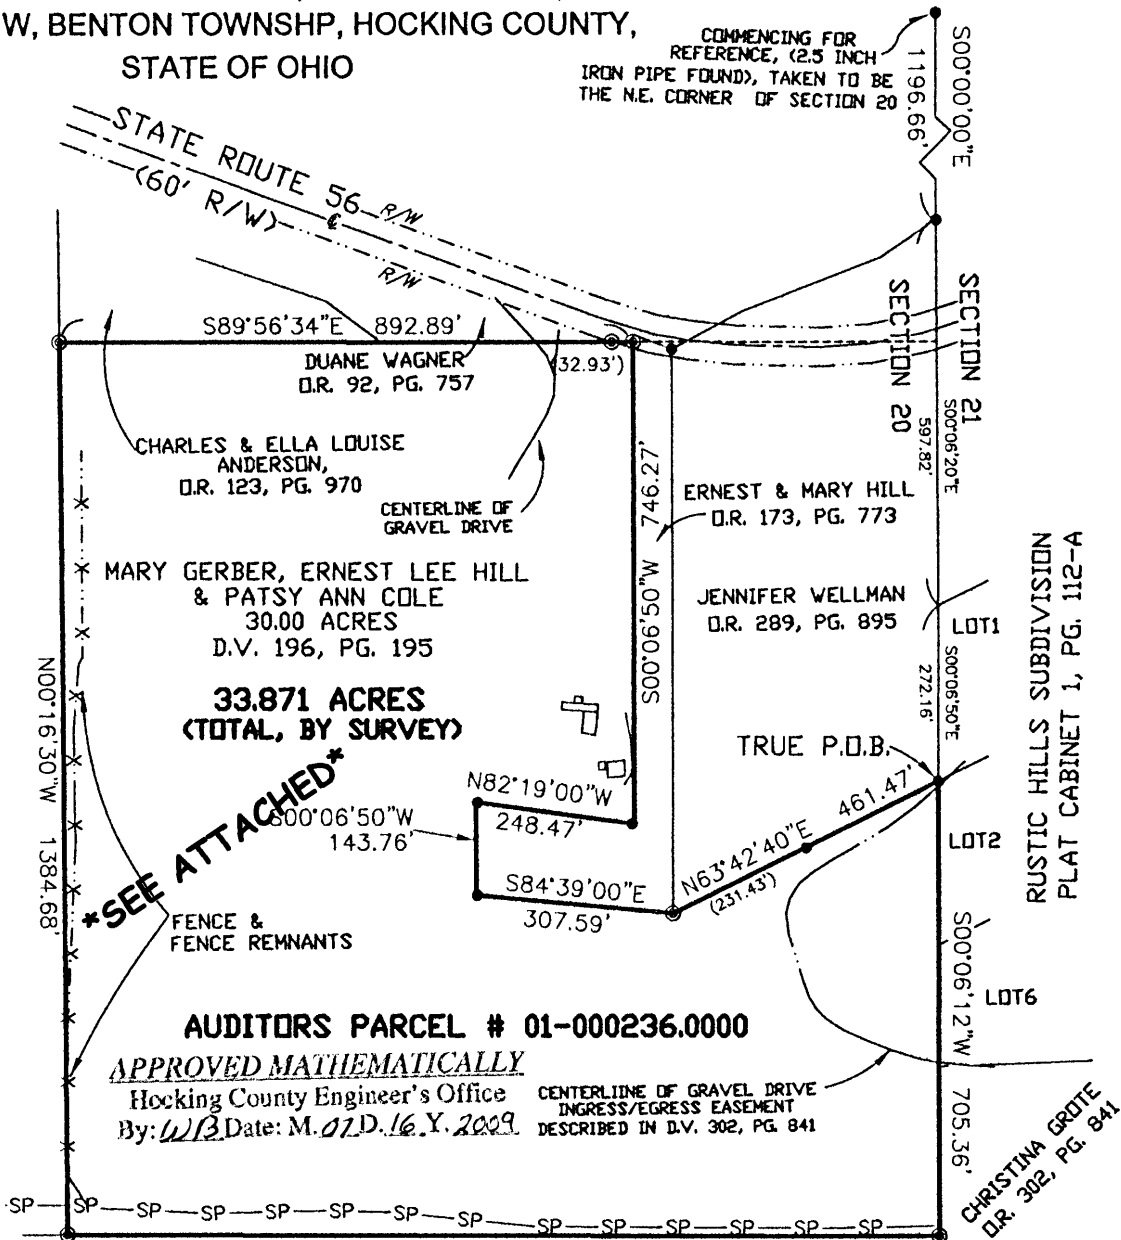 W, BENTON TOWNSHP, HOCKING COUNTY,
STATE OF OHIO
COMMENCING FOR
REFERENCE, (2.5 INCH
IRON PIPE FOUND), TAKEN TO BE
THE N.E. CORNER OF SECTION 20
S00°00'00"E
1196.66'
STATE ROUTE 56
(60' R/W)
R/W
R/W
SECTION 21
SECTION 20
S89°56'34"E 892.89'
(32.93')
DUANE WAGNER
O.R. 92, PG. 757
S00°06'20"E
597.82'
CHARLES & ELLA LOUISE
ANDERSON,
O.R. 123, PG. 970
CENTERLINE OF
GRAVEL DRIVE
S00°06'50"W 746.27'
ERNEST & MARY HILL
O.R. 173, PG. 773
MARY GERBER, ERNEST LEE HILL
& PATSY ANN COLE
30.00 ACRES
D.V. 196, PG. 195
JENNIFER WELLMAN
O.R. 289, PG. 895
LOT1
RUSTIC HILLS SUBDIVISION
PLAT CABINET 1, PG. 112-A
S00°06'50"E
272.16'
33.871 ACRES
(TOTAL, BY SURVEY)
N00°16'30"W 1384.68'
TRUE P.O.B.
*SEE ATTACHED*
N82°19'00"W
248.47'
S00°06'50"W
143.76'
N63°42'40"E 461.47'
(231.43')
LOT2
S84°39'00"E
307.59'
FENCE &
FENCE REMNANTS
S00°06'12"W 705.36'
LOT6
AUDITORS PARCEL # 01-000236.0000
APPROVED MATHEMATICALLY
Hocking County Engineer's Office
By: WB Date: M. 07 D. 16 Y. 2009
CENTERLIINE OF GRAVEL DRIVE
INGRESS/EGRESS EASEMENT
DESCRIBED IN D.V. 302, PG. 841
CHRISTINA GROTE
O.R. 302, PG. 841
SP SP SP SP SP SP SP SP SP SP SP SP SP SP